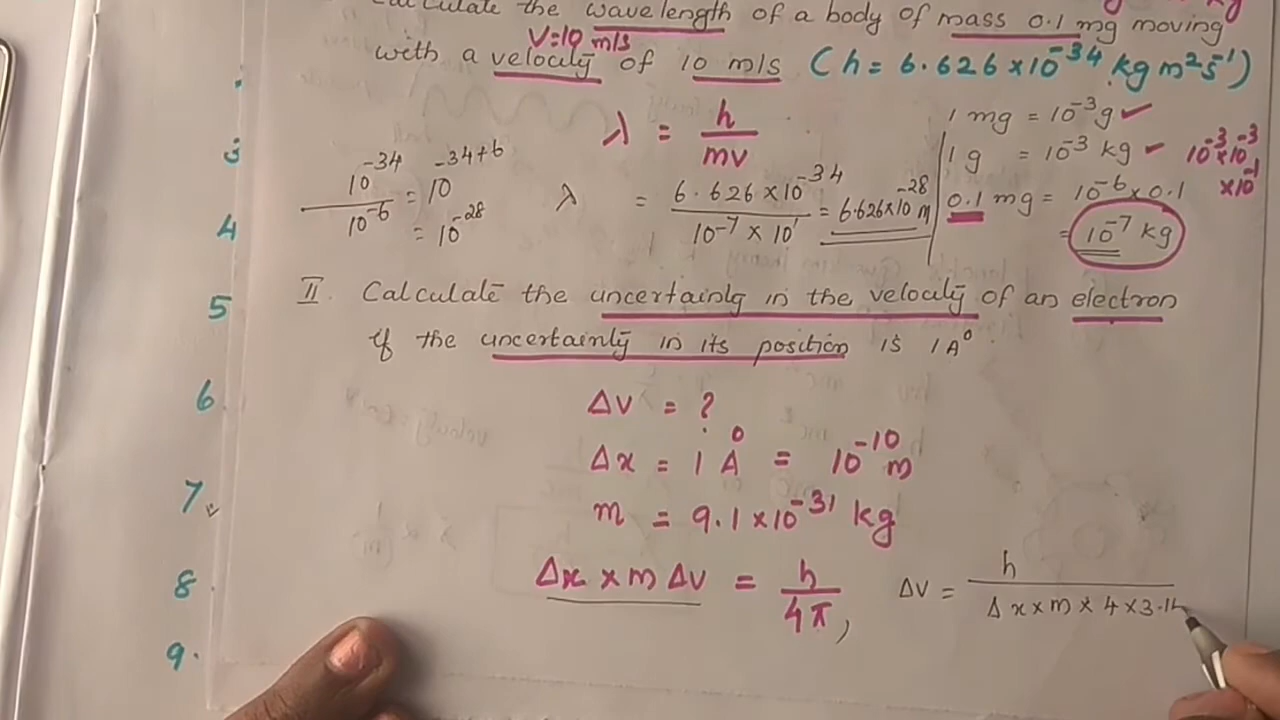 the wavelength of a body of mass 0.1 mg moving
V=10 m/s
with a velocity of 10 m/s (h = 6.626 × 10⁻³⁴ kg m² s⁻¹)
λ = h / mv
1 mg = 10⁻³ g ✓
1 g = 10⁻³ kg ✓
10⁻³ × 10⁻³ × 10⁻¹
0.1 mg = 10⁻⁶ × 0.1
= 10⁻⁷ kg
10⁻³⁴ / 10⁻⁶ = 10⁻³⁴⁺⁶
= 10⁻²⁸
λ = 6.626 × 10⁻³⁴ / 10⁻⁷ × 10¹ = 6.626 × 10⁻²⁸ m
3
4
5
6
7
8
9.
II. Calculate the uncertainty in the velocity of an electron
if the uncertainty in its position is 1 A⁰.
Δv = ?
Δx = 1 Å = 10⁻¹⁰ m
m = 9.1 × 10⁻³¹ kg
Δx × m Δv = h / 4π,
Δv = h / Δx × m × 4 × 3.14